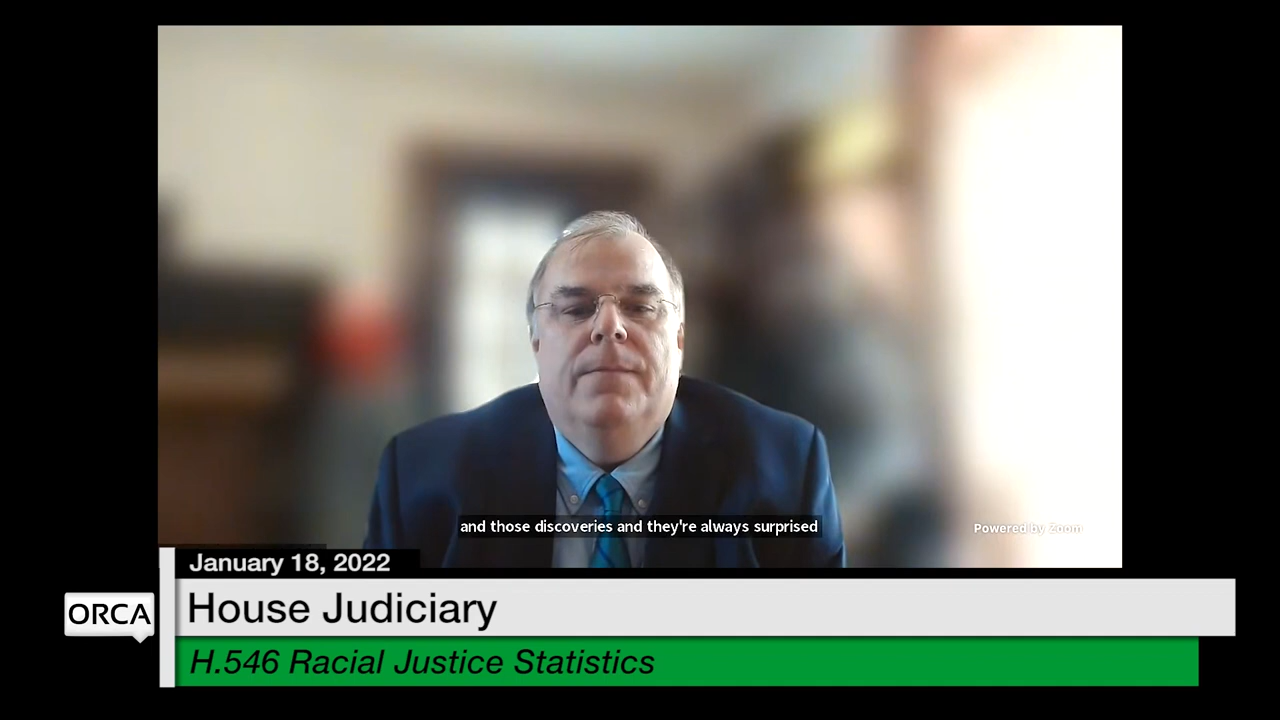 and those discoveries and they're always surprised
Powered by Zoom
January 18, 2022
ORCA
House Judiciary
H.546 Racial Justice Statistics